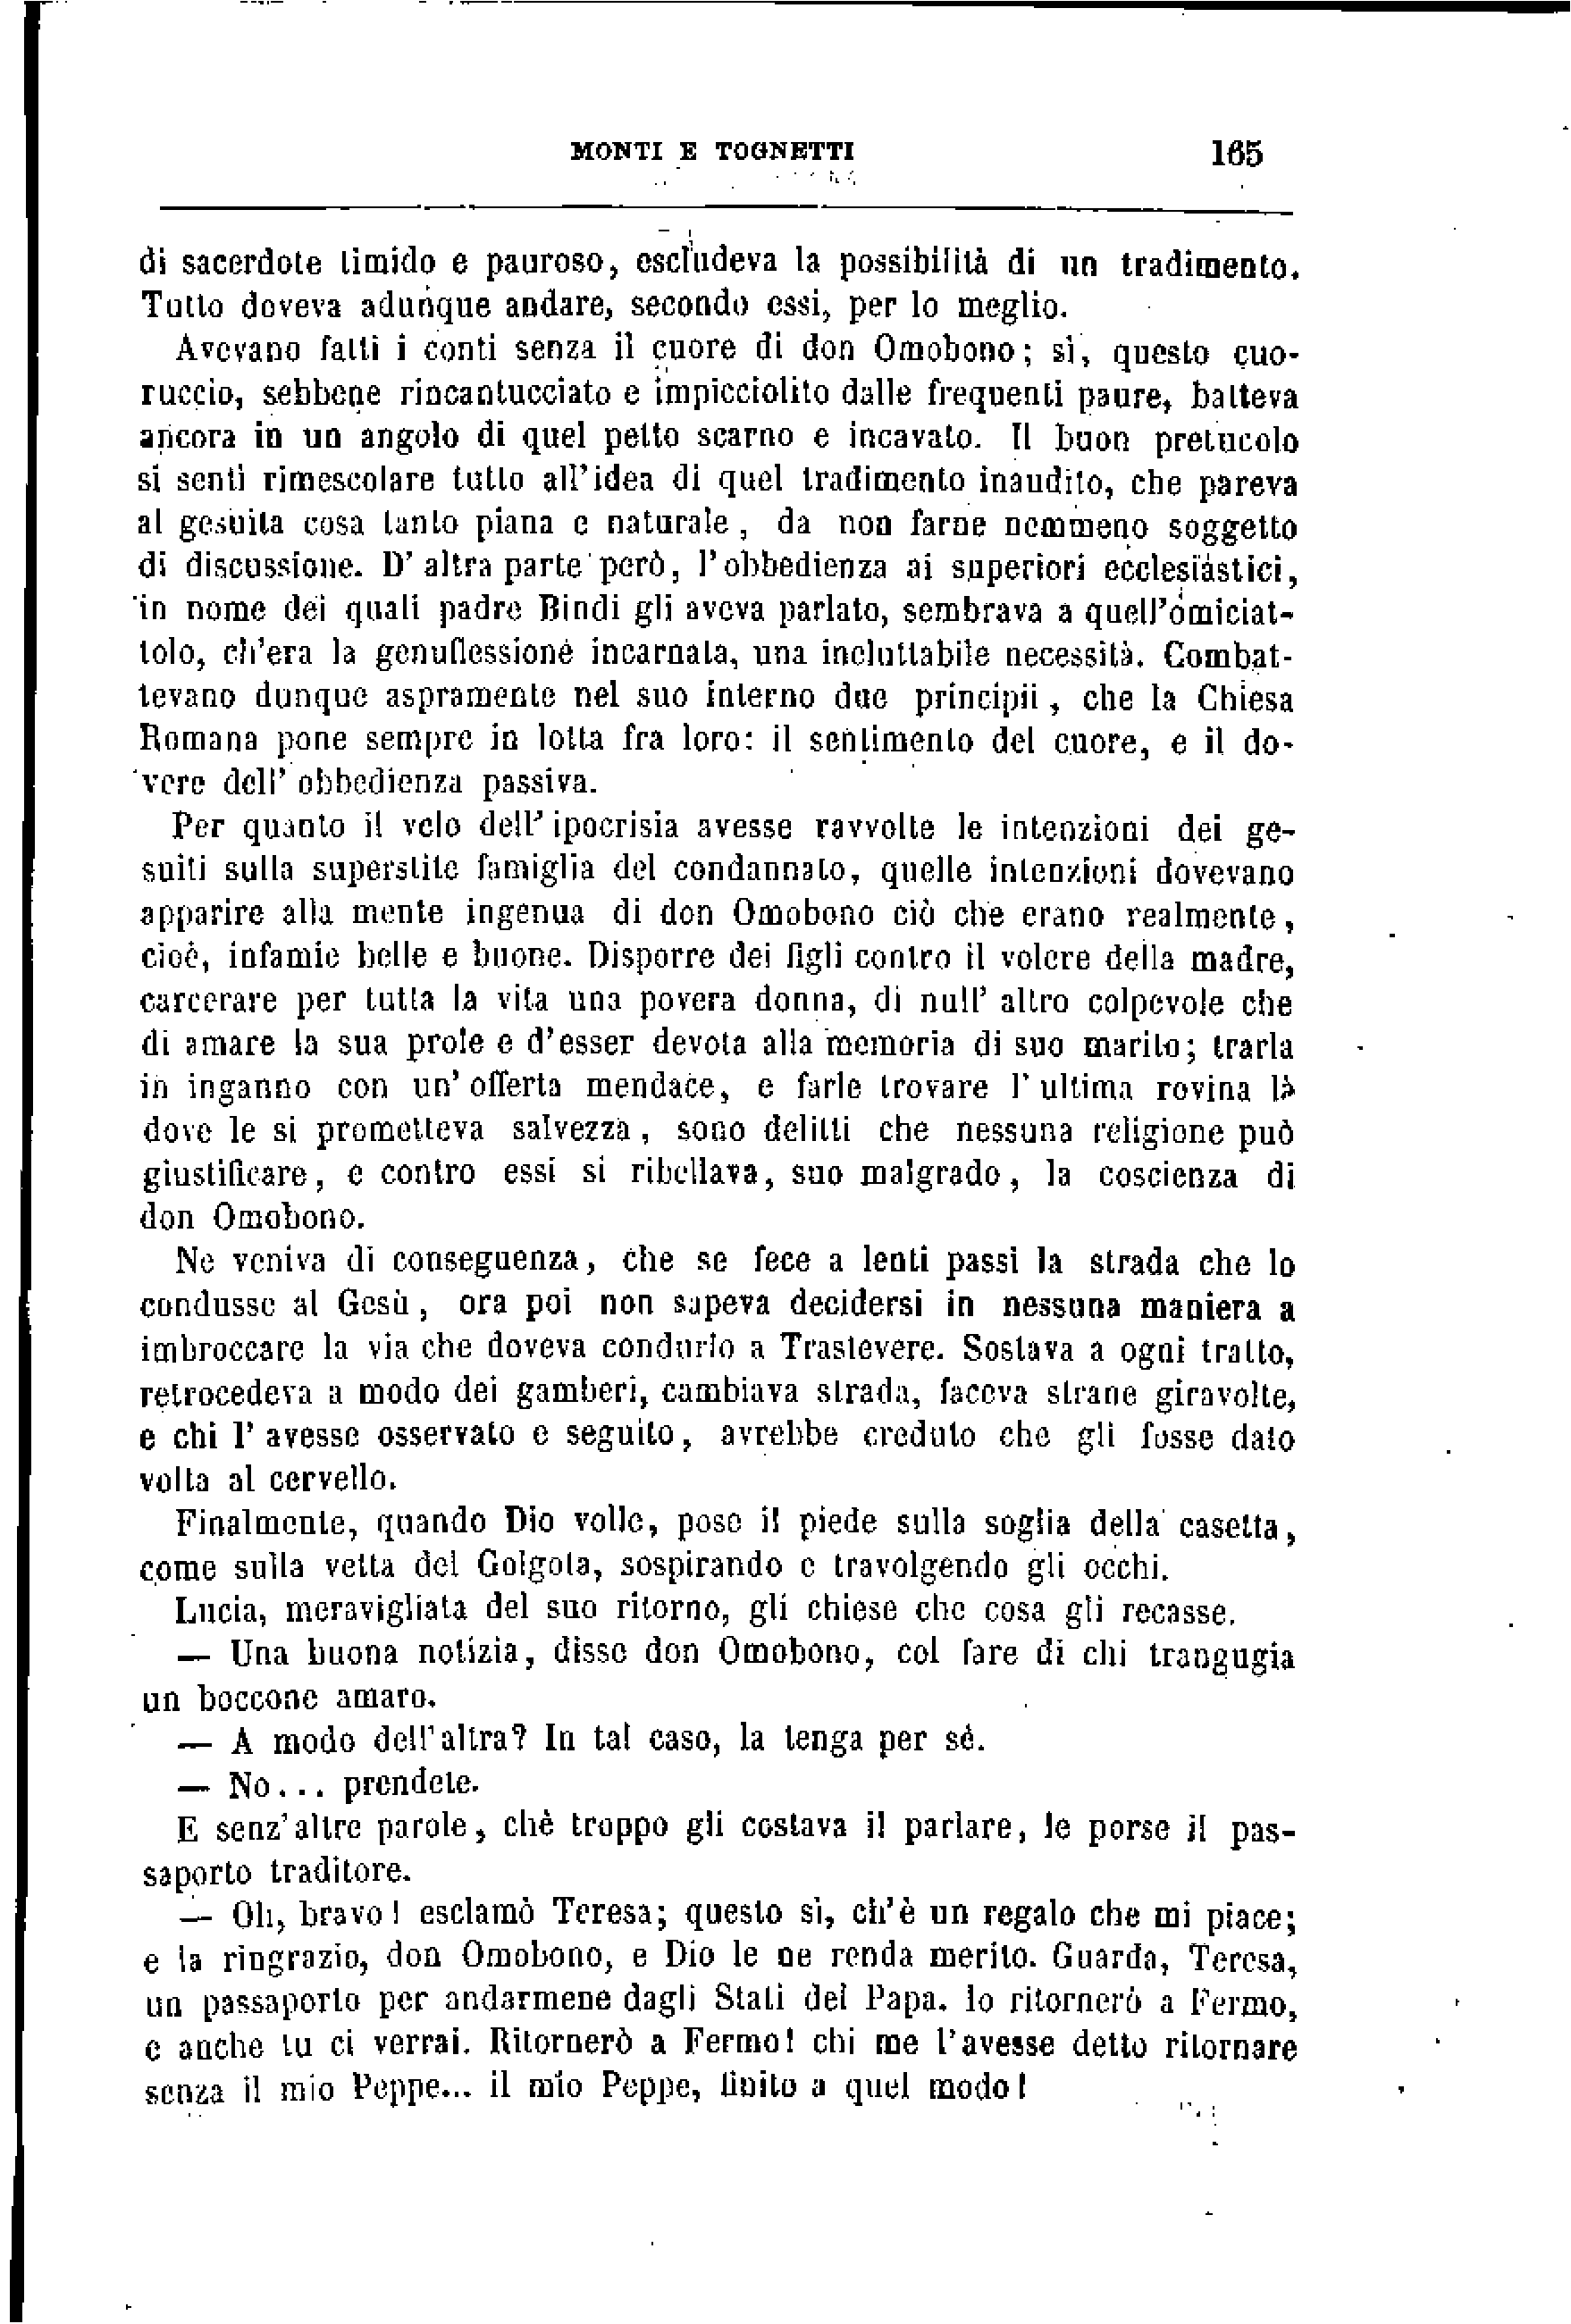 MONTI E TOGNETTI 165
di sacerdote timido e pauroso, escludeva la possibilità di un tradimento.
Tutto doveva adunque andare, secondo essi, per lo meglio.
Avevano fatti i conti senza il cuore di don Omobono; sì, questo cuo-
ruccio, sebbene rincantucciato e impicciolito dalle frequenti paure, batteva
ancora in un angolo di quel petto scarno e incavato. Il buon pretucolo
si sentì rimescolare tutto all'idea di quel tradimento inaudito, che pareva
al gesuita cosa tanto piana e naturale, da non farne nemmeno soggetto
di discussione. D'altra parte però, l'obbedienza ai superiori ecclesiastici,
in nome dei quali padre Bindi gli aveva parlato, sembrava a quell'omiciat-
tolo, ch'era la genuflessione incarnata, una inclutabile necessità. Combat-
tevano dunque aspramente nel suo interno due principii, che la Chiesa
Romana pone sempre in lotta fra loro: il sentimento del cuore, e il do-
vere dell'obbedienza passiva.
Per quanto il velo dell'ipocrisia avesse ravvolte le intenzioni dei ge-
suiti sulla superstite famiglia del condannato, quelle intenzioni dovevano
apparire alla mente ingenua di don Omobono ciò che erano realmente,
cioè, infamie belle e buone. Disporre dei figli contro il volere della madre,
carcerare per tutta la vita una povera donna, di null'altro colpevole che
di amare la sua prole e d'esser devota alla memoria di suo marito; trarla
in inganno con un'offerta mendace, e farle trovare l'ultima rovina là
dove le si prometteva salvezza, sono delitti che nessuna religione può
giustificare, e contro essi si ribellava, suo malgrado, la coscienza di
don Omobono.
Ne veniva di conseguenza, che se fece a lenti passi la strada che lo
condusse al Gesù, ora poi non sapeva decidersi in nessuna maniera a
imbroccare la via che doveva condurlo a Trastevere. Sostava a ogni tratto,
retrocedeva a modo dei gamberi, cambiava strada, faceva strane giravolte,
e chi l'avesse osservato e seguito, avrebbe creduto che gli fosse dato
volta al cervello.
Finalmente, quando Dio volle, pose il piede sulla soglia della casetta,
come sulla vetta del Golgota, sospirando e travolgendo gli occhi.
Lucia, meravigliata del suo ritorno, gli chiese che cosa gli recasse.
— Una buona notizia, disse don Omobono, col fare di chi trangugia
un boccone amaro.
— A modo dell'altra? In tal caso, la tenga per sè.
— No... prendete.
E senz'altre parole, chè troppo gli costava il parlare, le porse il pas-
saporto traditore.
— Oh, bravo! esclamò Teresa; questo sì, ch'è un regalo che mi piace;
e la ringrazio, don Omobono, e Dio le ne renda merito. Guarda, Teresa,
un passaporto per andarmene dagli Stati del Papa. Io ritornerò a Fermo,
e anche tu ci verrai. Ritornerò a Fermo! chi me l'avesse detto ritornare
senza il mio Peppe... il mio Peppe, finito a quel modo!